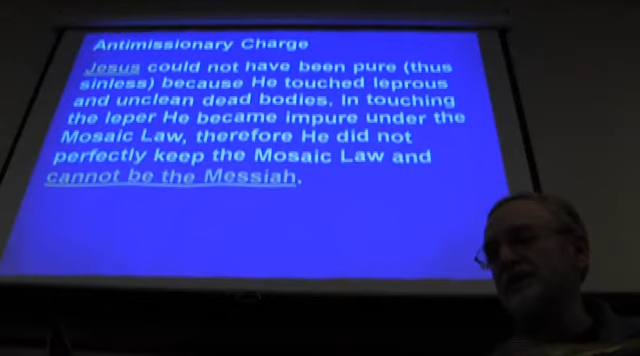 Antimissionary Charge
Jesus could not have been pure (thus
sinless) because He touched leprous
and unclean dead bodies. In touching
the leper He became impure under the
Mosaic Law, therefore He did not
perfectly keep the Mosaic Law and
cannot be the Messiah.